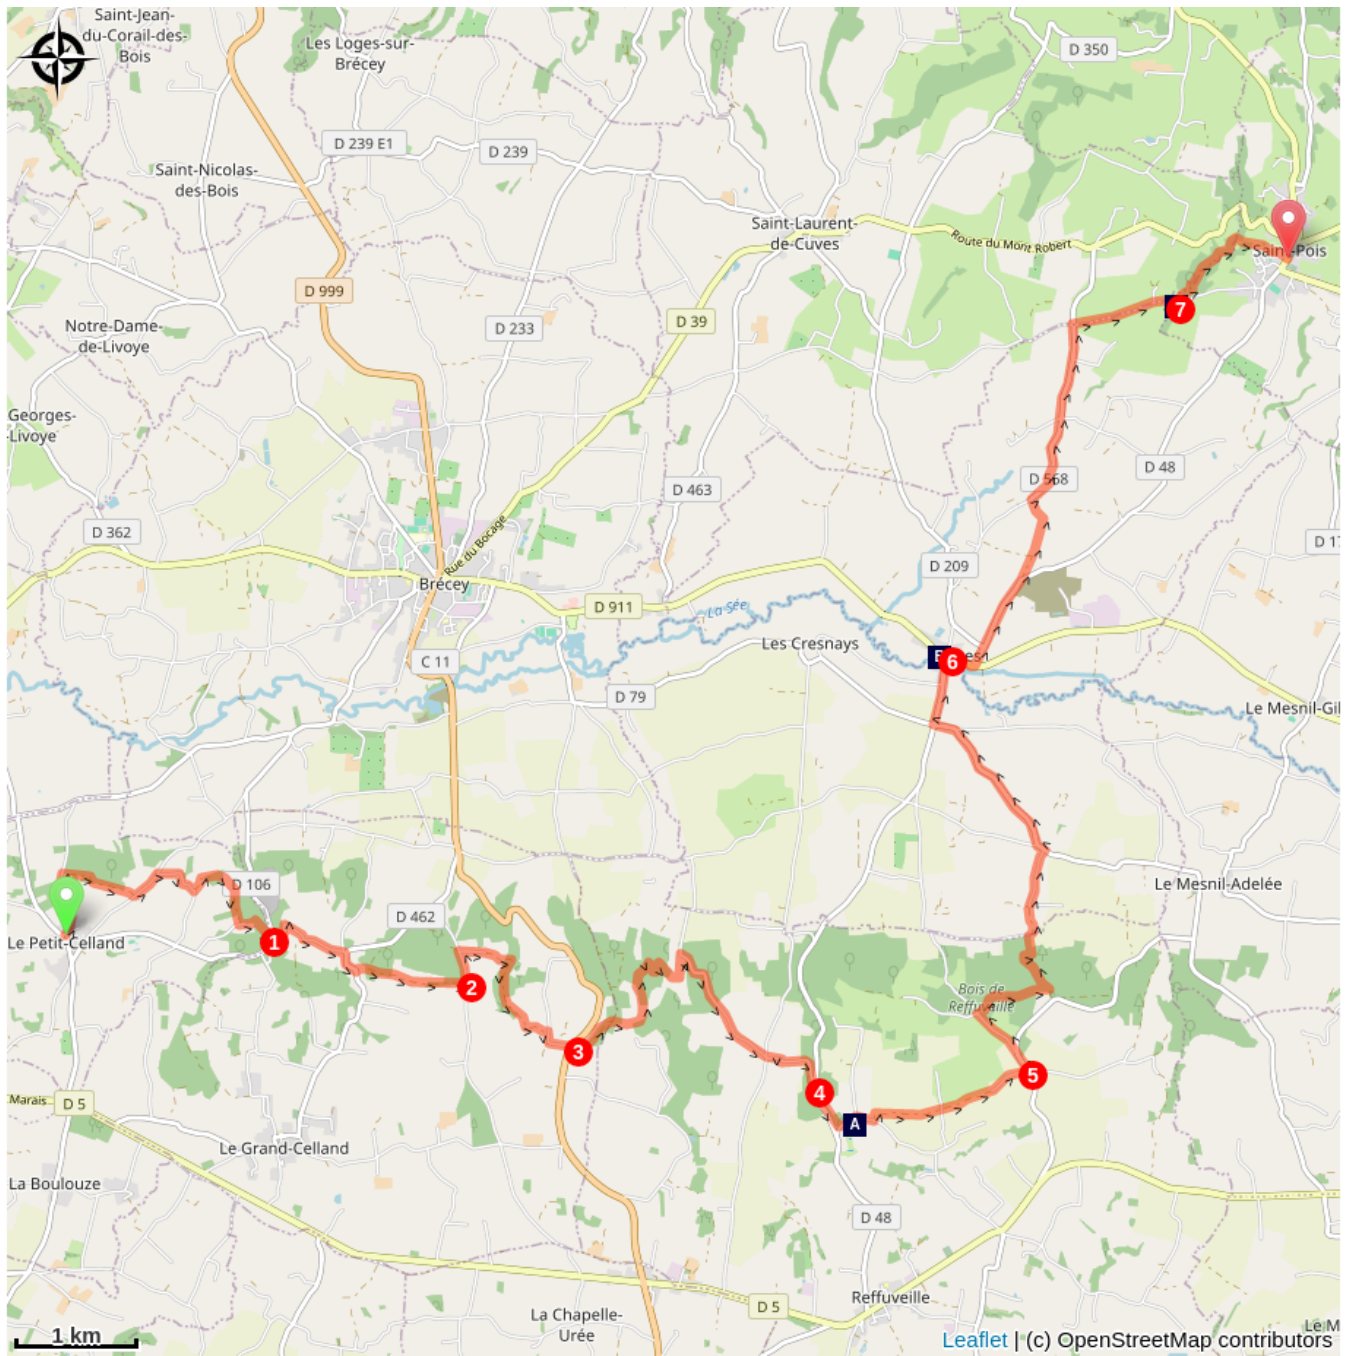 Saint-Jean-
du-Corail-des-
Bois
Les Loges-sur-
Brécey
D 350
D 239 E1
D 239
Saint-Nicolas-
des-Bois
Saint-Laurent-
de-Cuves
Route du Mont Robert
Saint-Pois
D 999
7
D 39
D 233
Notre-Dame-
de-Livoye
Georges-
-Livoye
D 48
D 568
D 463
D 362
Rue du Bocage
D 17
D 209
Brécey
D 911
La Sée
Les Cresnays
6
C 11
D 79
Le Mesnil-Gil
D 106
Le Mesnil-Adelée
D 462
Le Petit-Celland
1
2
Bois de
Reffuveille
3
5
4
Marais
D 5
A
Le Grand-Celland
La Boulouze
D 48
Reffuveille
D 5
La Chapelle-
Urée
Le M
1 km
Leaflet | (c) OpenStreetMap contributors